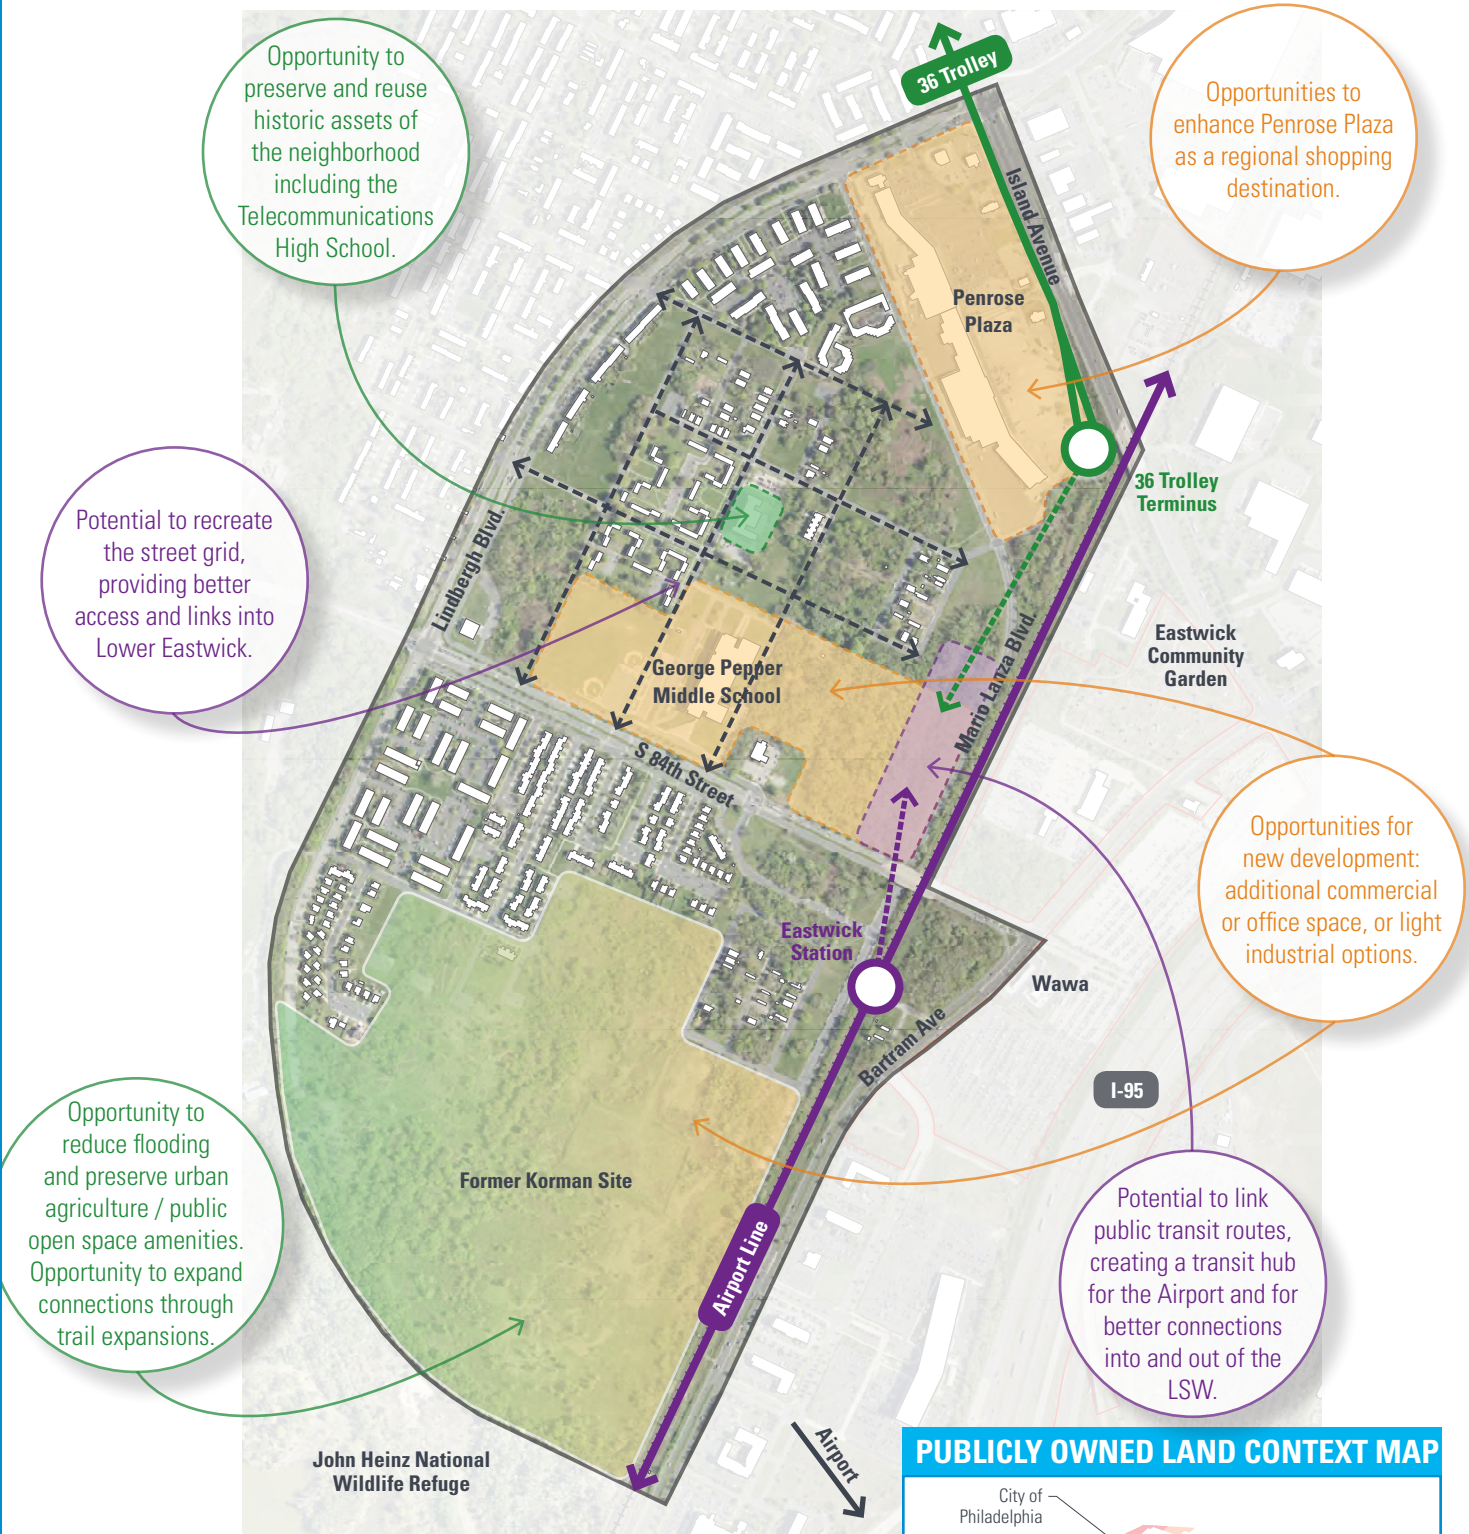 Opportunity to
preserve and reuse
historic assets of
the neighborhood
including the
Telecommunications
High School.
36 Trolley
Opportunities to
enhance Penrose Plaza
as a regional shopping
destination.
Island Avenue
Penrose
Plaza
36 Trolley
Terminus
Potential to recreate
the street grid,
providing better
access and links into
Lower Eastwick.
Lindbergh Blvd.
George Pepper
Middle School
S 84th Street
Mario Lanza Blvd.
Eastwick
Community
Garden
Opportunities for
new development:
additional commercial
or office space, or light
industrial options.
Eastwick
Station
Wawa
Bartram Ave
I-95
Opportunity to
reduce flooding
and preserve urban
agriculture / public
open space amenities.
Opportunity to expand
connections through
trail expansions.
Former Korman Site
Airport Line
Potential to link
public transit routes,
creating a transit hub
for the Airport and for
better connections
into and out of the
LSW.
John Heinz National
Wildlife Refuge
Airport
PUBLICLY OWNED LAND CONTEXT MAP
City of
Philadelphia